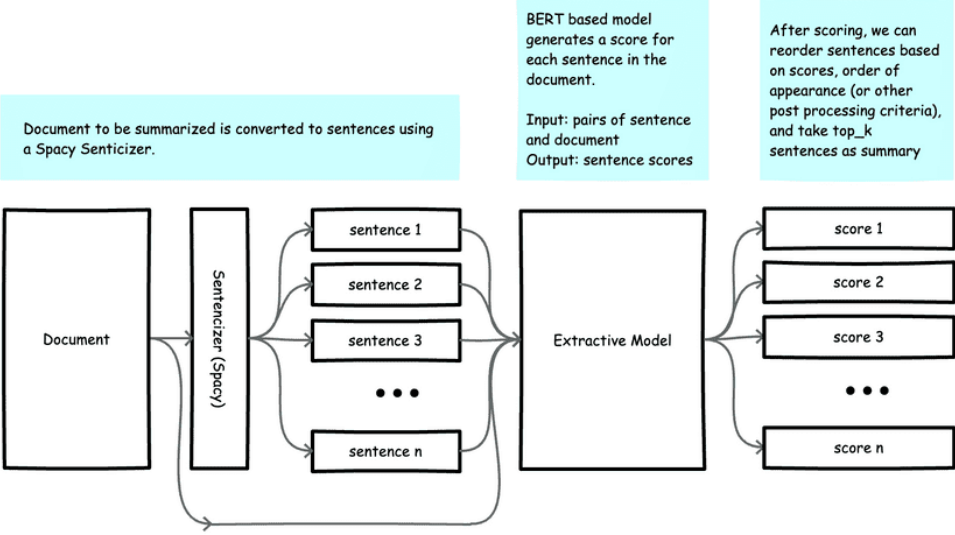 Document to be summarized is converted to sentences using
a Spacy Senticizer.
BERT based model
generates a score for
each sentence in the
document.
Input: pairs of sentence
and document
Output: sentence scores
After scoring, we can
reorder sentences based
on scores, order of
appearance (or other
post processing criteria),
and take top_k
sentences as summary
Document
Sentencizer (Spacy)
sentence 1
sentence 2
sentence 3
•••
sentence n
Extractive Model
score 1
score 2
score 3
•••
score n